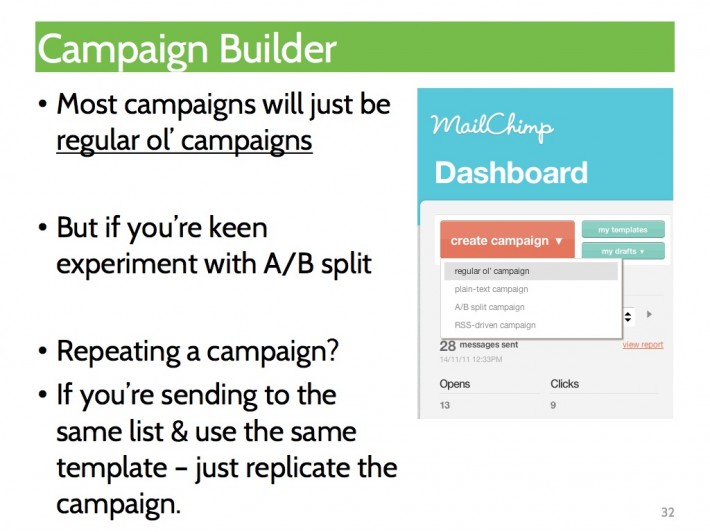 Campaign Builder
• Most campaigns will just be
regular ol’ campaigns
• But if you’re keen
experiment with A/B split
• Repeating a campaign?
• If you’re sending to the
same list & use the same
template – just replicate the
campaign.
MailChimp
Dashboard
create campaign ▼
my templates
my drafts ▼
regular ol' campaign
plain-text campaign
A/B split campaign
RSS-driven campaign
28 messages sent
view report
14/11/11 12:33PM
Opens Clicks
13 9
32